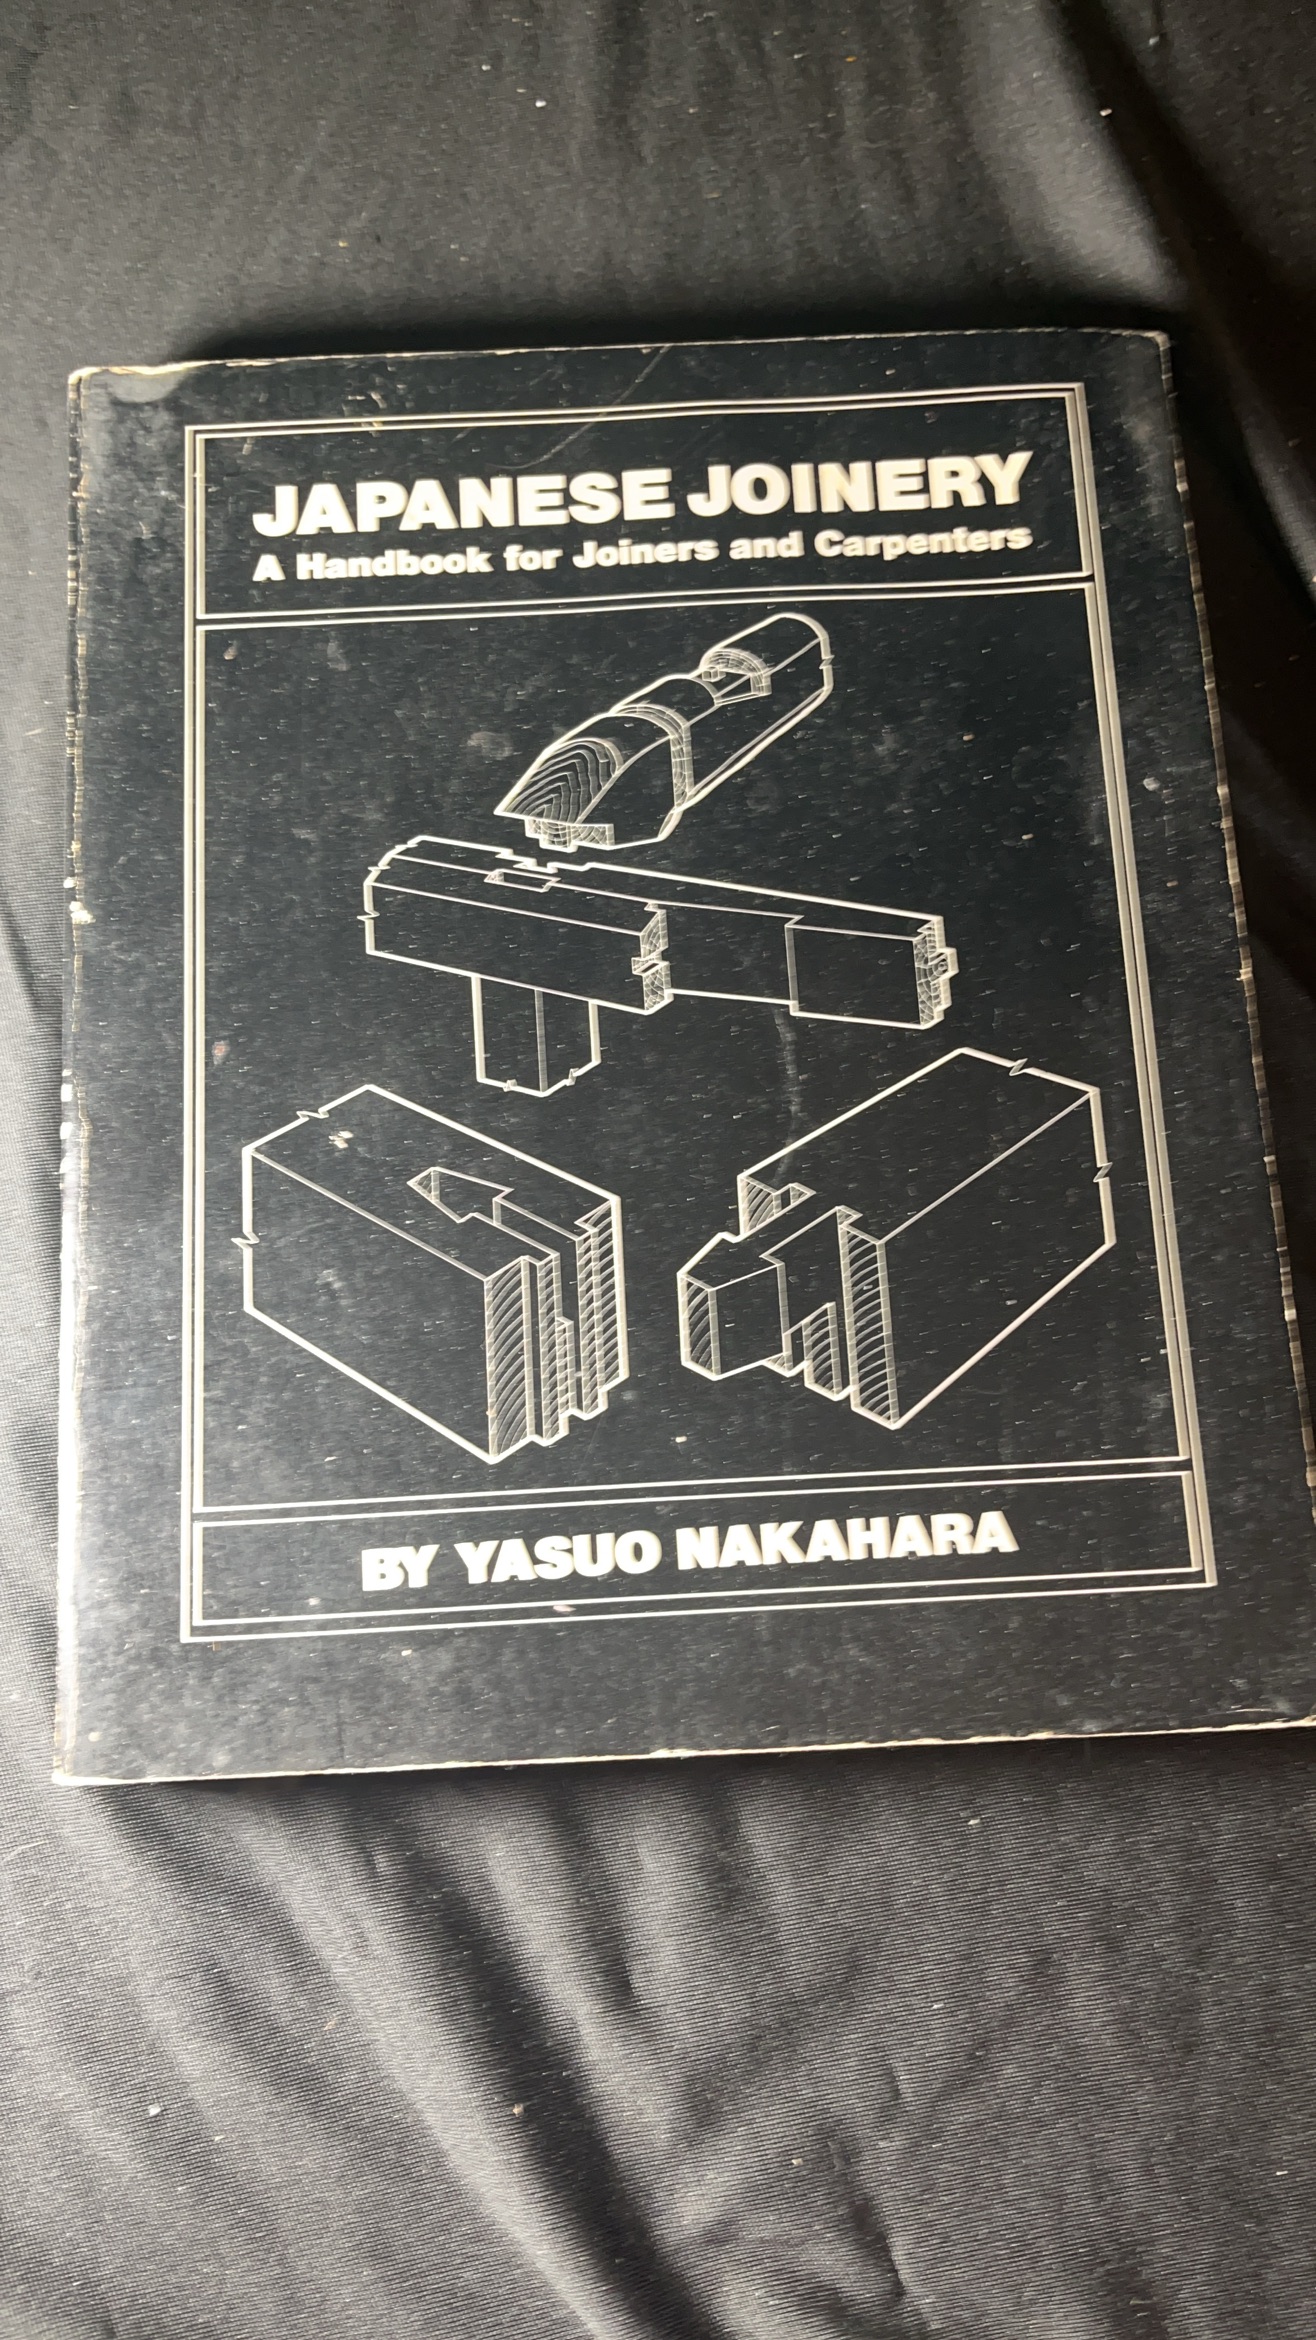 JAPANESE JOINERY
A Handbook for Joiners and Carpenters
BY YASUO NAKAHARA